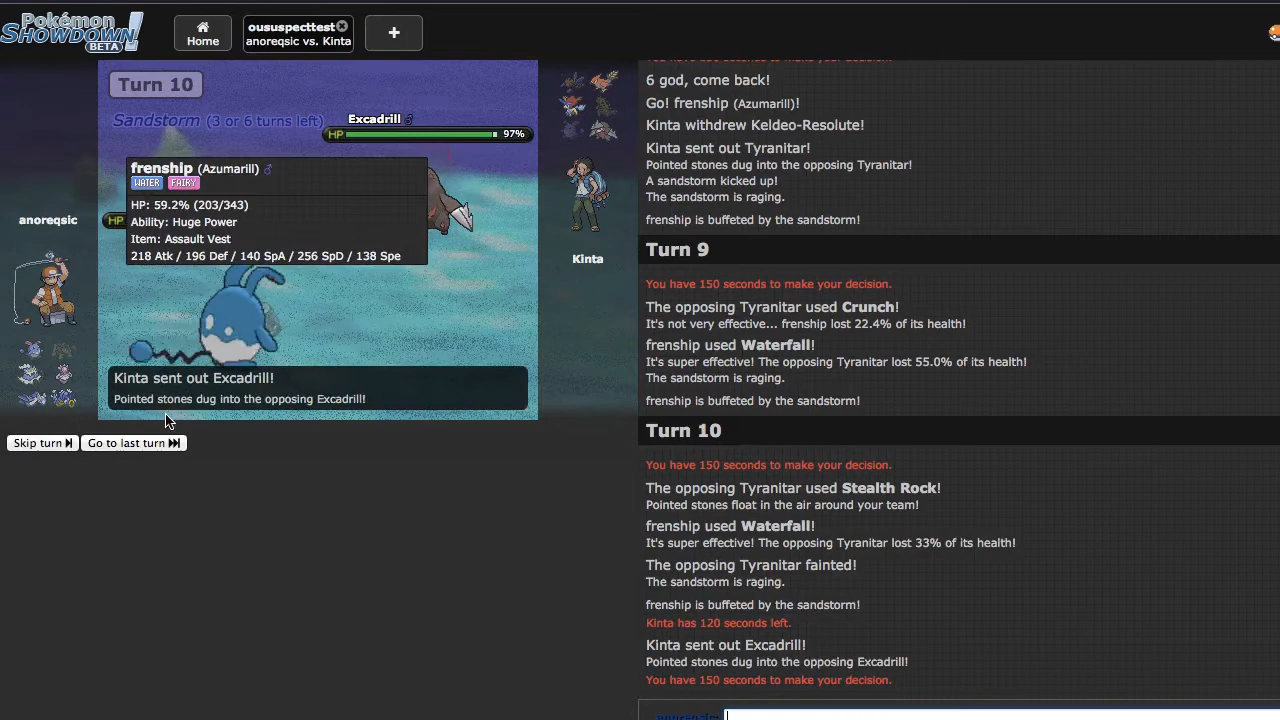 Pokémon
SHOWDOWN!
BETA
Home
oususpecttest
anoreqsic vs. Kinta
+
Turn 10
Sandstorm (3 or 6 turns left)
Excadrill ♂
HP 97%
frenship (Azumarill) ♂
WATER FAIRY
HP: 59.2% (203/343)
Ability: Huge Power
Item: Assault Vest
218 Atk / 196 Def / 140 SpA / 256 SpD / 138 Spe
HP
anoreqsic
Kinta
Kinta sent out Excadrill!
Pointed stones dug into the opposing Excadrill!
Skip turn
Go to last turn
6 god, come back!
Go! frenship (Azumarill)!
Kinta withdrew Keldeo-Resolute!
Kinta sent out Tyranitar!
Pointed stones dug into the opposing Tyranitar!
A sandstorm kicked up!
The sandstorm is raging.
frenship is buffeted by the sandstorm!
Turn 9
You have 150 seconds to make your decision.
The opposing Tyranitar used Crunch!
It's not very effective... frenship lost 22.4% of its health!
frenship used Waterfall!
It's super effective! The opposing Tyranitar lost 55.0% of its health!
The sandstorm is raging.
frenship is buffeted by the sandstorm!
Turn 10
You have 150 seconds to make your decision.
The opposing Tyranitar used Stealth Rock!
Pointed stones float in the air around your team!
frenship used Waterfall!
It's super effective! The opposing Tyranitar lost 33% of its health!
The opposing Tyranitar fainted!
The sandstorm is raging.
frenship is buffeted by the sandstorm!
Kinta has 120 seconds left.
Kinta sent out Excadrill!
Pointed stones dug into the opposing Excadrill!
You have 150 seconds to make your decision.